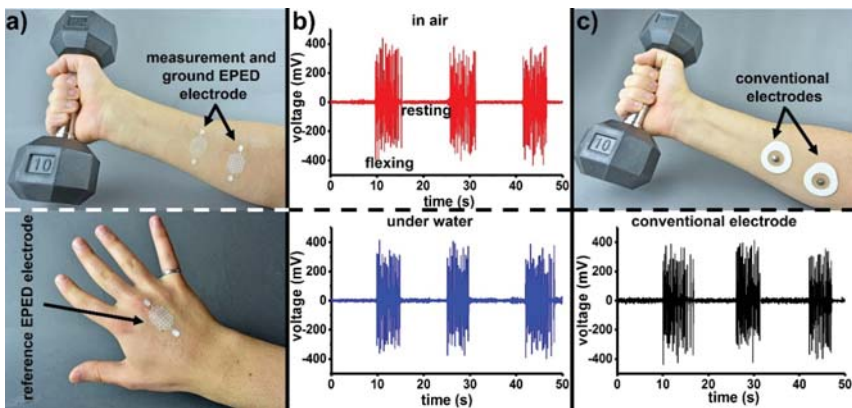 a)
measurement and
ground EPED
electrode
10
reference EPED electrode
b)
in air
voltage (mV)
400
200
0
-200
-400
resting
flexing
0 10 20 30 40 50
time (s)
under water
voltage (mV)
400
200
0
-200
-400
0 10 20 30 40 50
time (s)
c)
conventional
electrodes
10
conventional electrode
voltage (mV)
400
200
0
-200
-400
0 10 20 30 40 50
time (s)